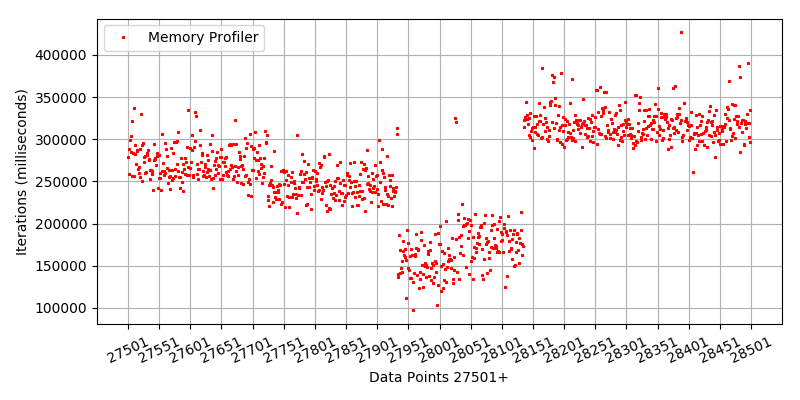 Memory Profiler
400000
350000
300000
250000
200000
150000
100000
Iterations (milliseconds)
27501 27551 27601 27651 27701 27751 27801 27851 27901 27951 28001 28051 28101 28151 28201 28251 28301 28351 28401 28451 28501
Data Points 27501+